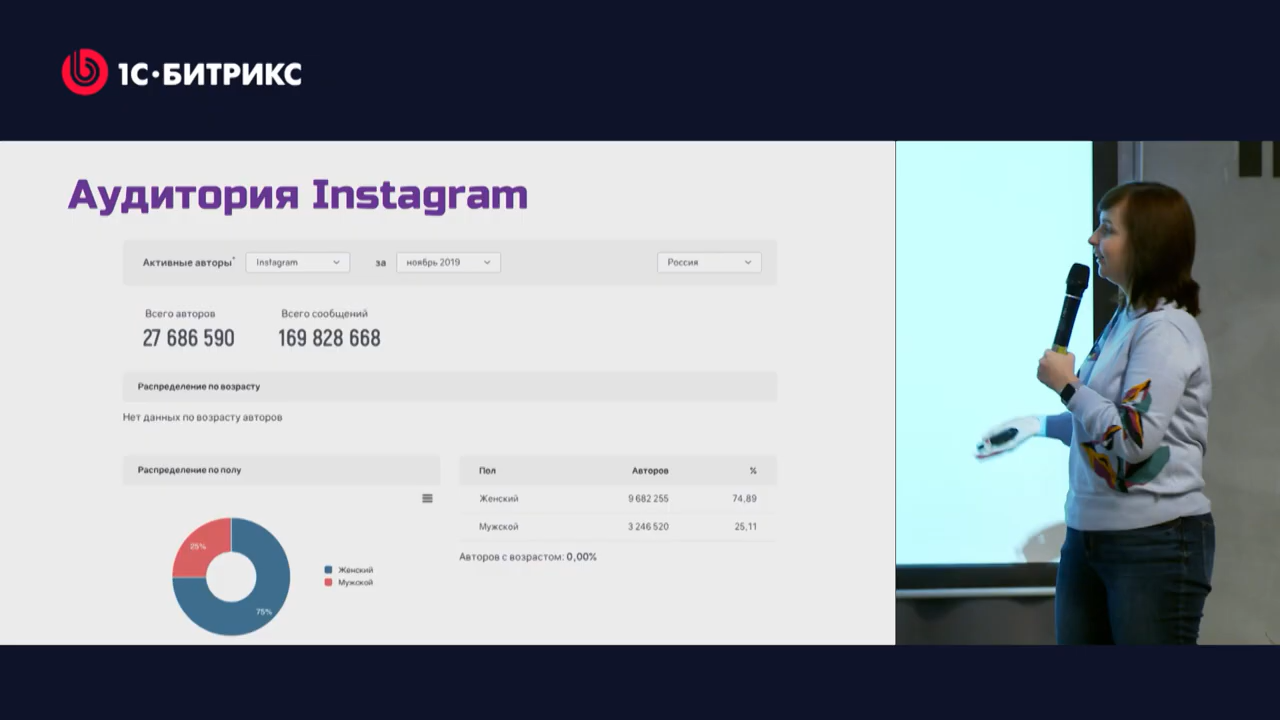 1С•БИТРИКС
Аудитория Instagram
Активные авторы* Instagram за ноябрь 2019 Россия
Всего авторов Всего сообщений
27 686 590 169 828 668
Распределение по возрасту
Нет данных по возрасту авторов
Распределение по полу
Пол Авторов %
Женский 9 682 255 74,89
Мужской 3 246 520 25,11
Авторов с возрастом: 0,00%
25%
75%
Женский
Мужской